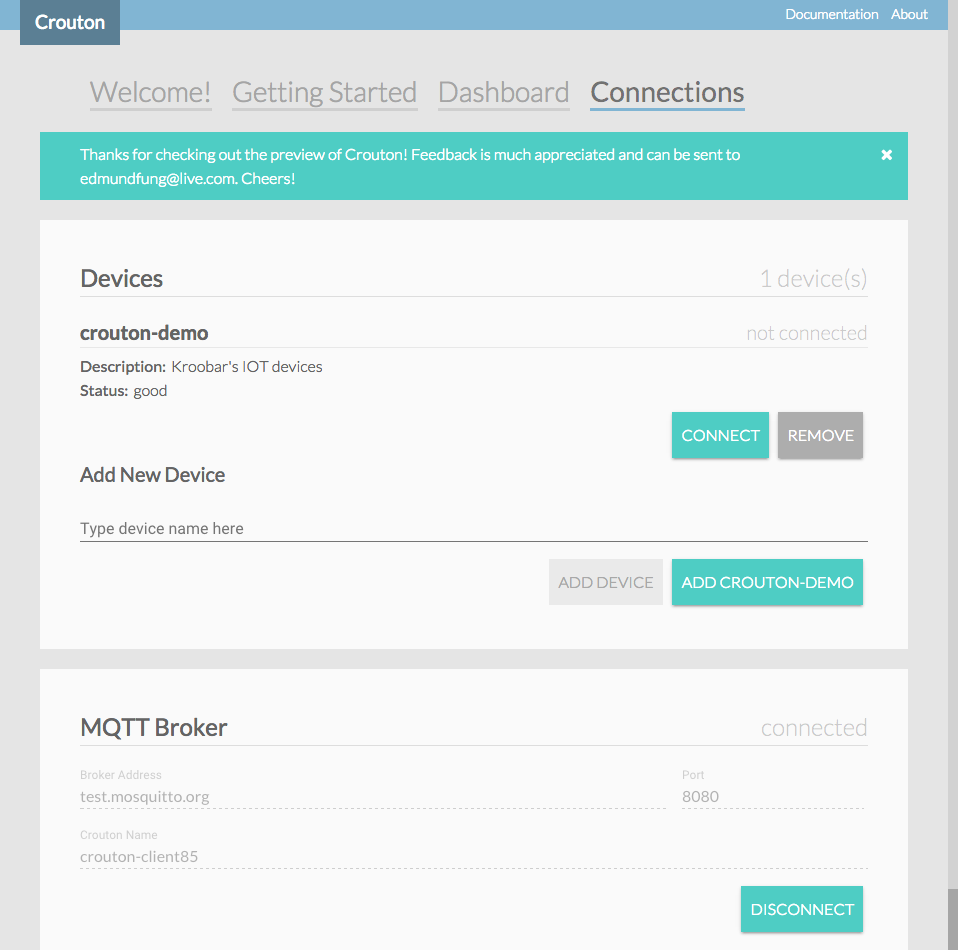 Crouton
Documentation About
Welcome! Getting Started Dashboard Connections
Thanks for checking out the preview of Crouton! Feedback is much appreciated and can be sent to
edmundfung@live.com. Cheers!
Devices 1 device(s)
crouton-demo not connected
Description: Kroobar's IOT devices
Status: good
CONNECT REMOVE
Add New Device
Type device name here
ADD DEVICE ADD CROUTON-DEMO
MQTT Broker connected
Broker Address Port
test.mosquitto.org 8080
Crouton Name
crouton-client85
DISCONNECT